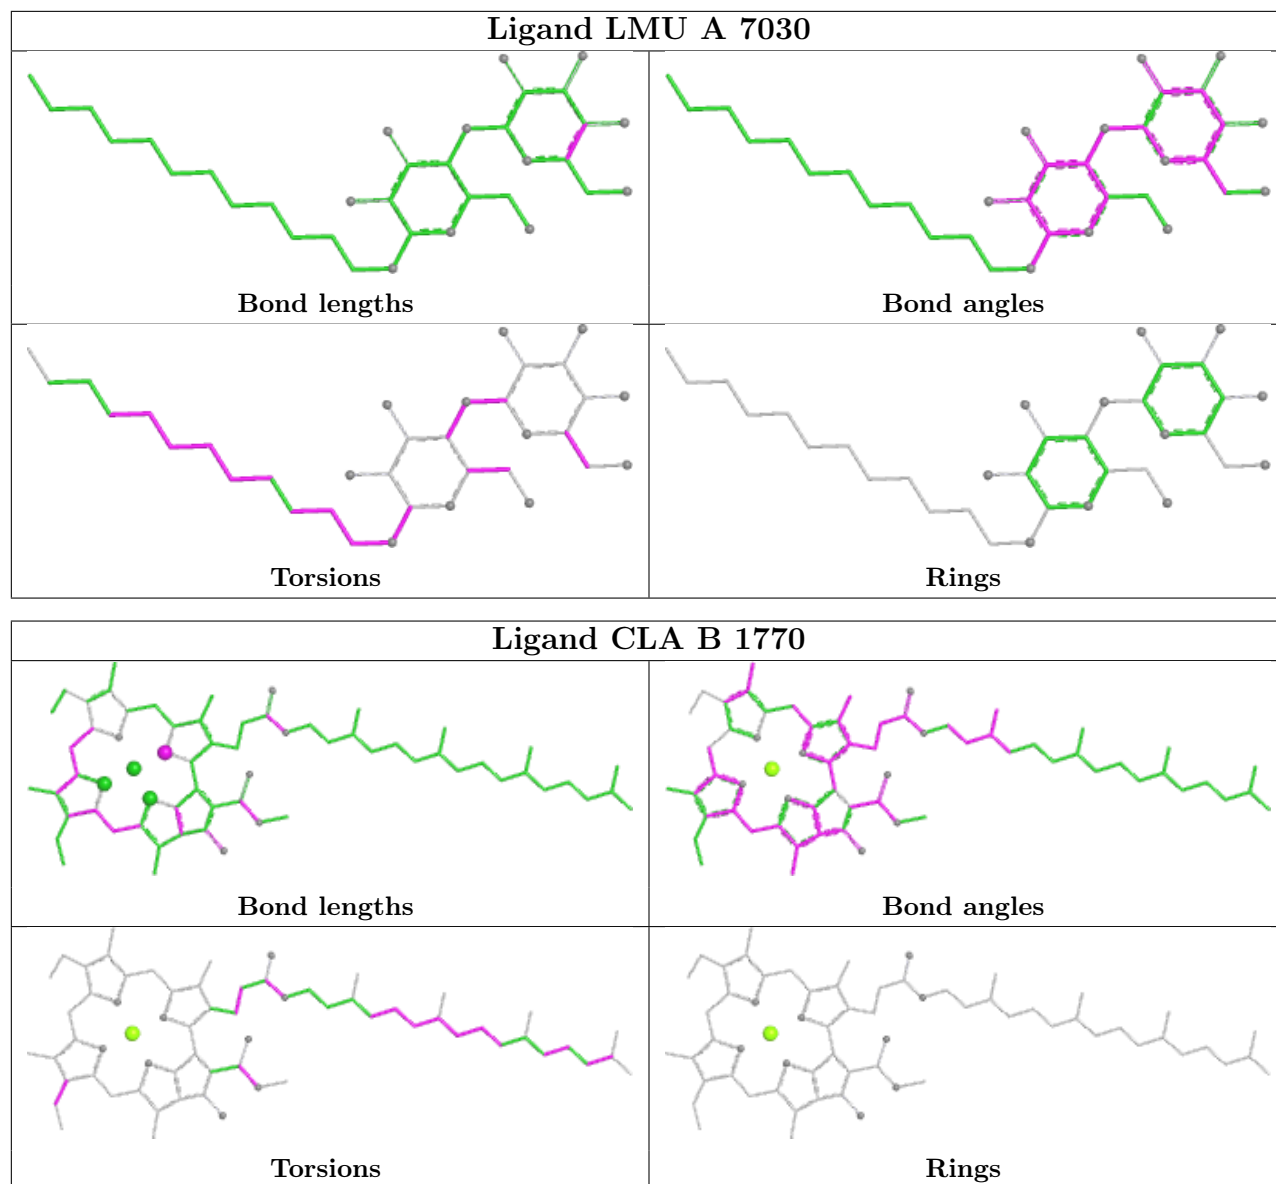 Ligand LMU A 7030
Bond lengths
Bond angles
Torsions
Rings
Ligand CLA B 1770
Bond lengths
Bond angles
Torsions
Rings